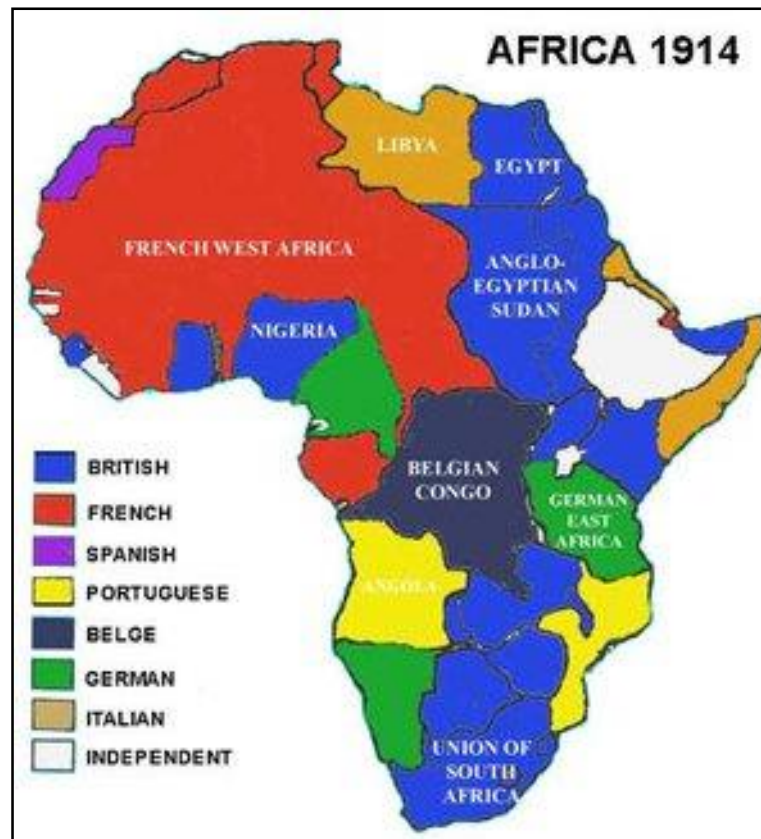 AFRICA 1914
LIBYA
EGYPT
FRENCH WEST AFRICA
ANGLO-
EGYPTIAN
SUDAN
NIGERIA
BELGIAN
CONGO
GERMAN
EAST
AFRICA
ANGOLA
UNION OF
SOUTH
AFRICA
BRITISH
FRENCH
SPANISH
PORTUGUESE
BELGE
GERMAN
ITALIAN
INDEPENDENT